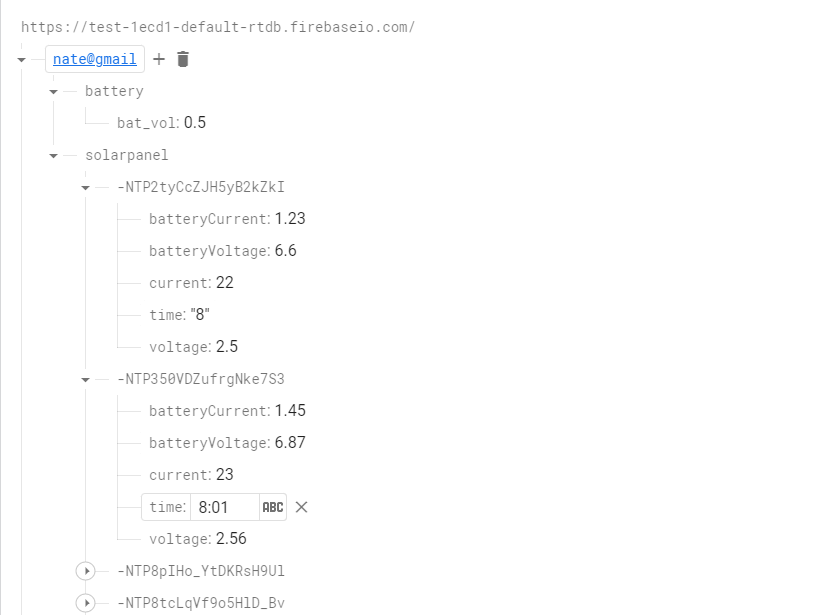 https://test-1ecd1-default-rtdb.firebaseio.com/
nate@gmail
battery
bat_vol: 0.5
solarpanel
-NTP2tyCcZJH5yB2kZkI
batteryCurrent: 1.23
batteryVoltage: 6.6
current: 22
time: "8"
voltage: 2.5
-NTP350VDZufrgNke7S3
batteryCurrent: 1.45
batteryVoltage: 6.87
current: 23
time: 8:01 ABC
voltage: 2.56
-NTP8pIHo_YtDKRsH9Ul
-NTP8tcLqVf9o5HlD_Bv